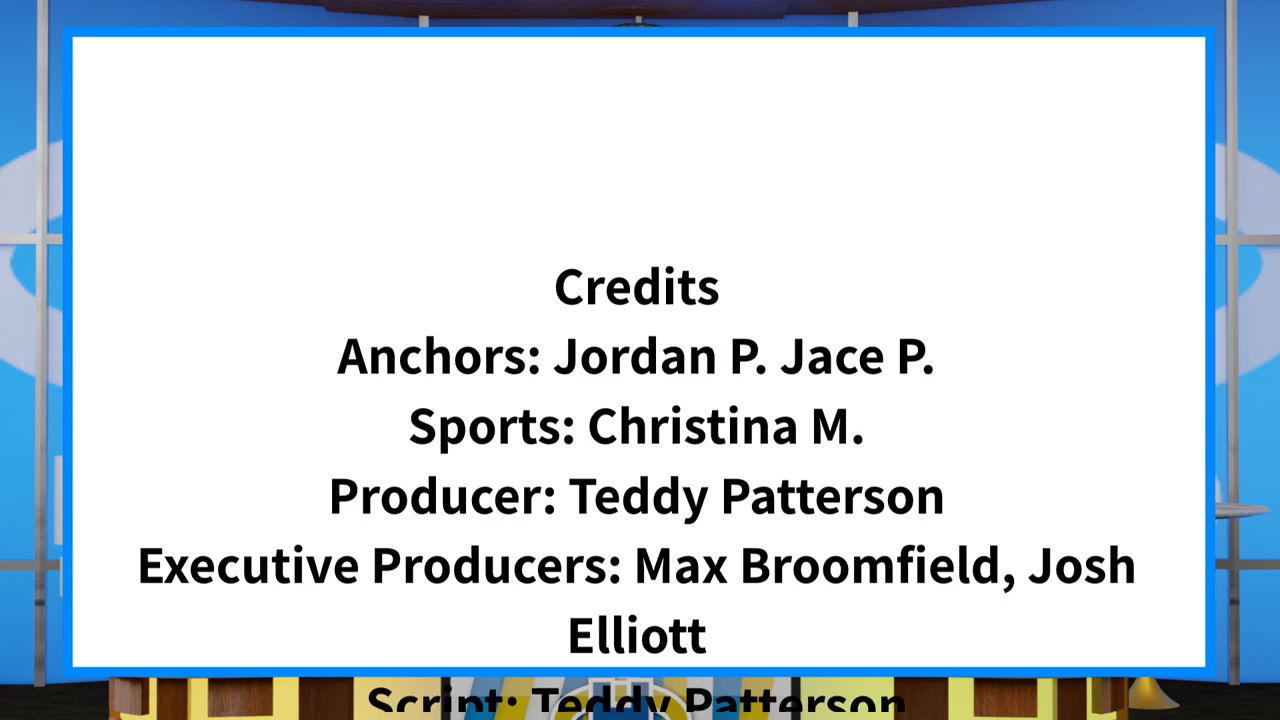 Credits
Anchors: Jordan P. Jace P.
Sports: Christina M.
Producer: Teddy Patterson
Executive Producers: Max Broomfield, Josh
Elliott
Script: Teddy Patterson